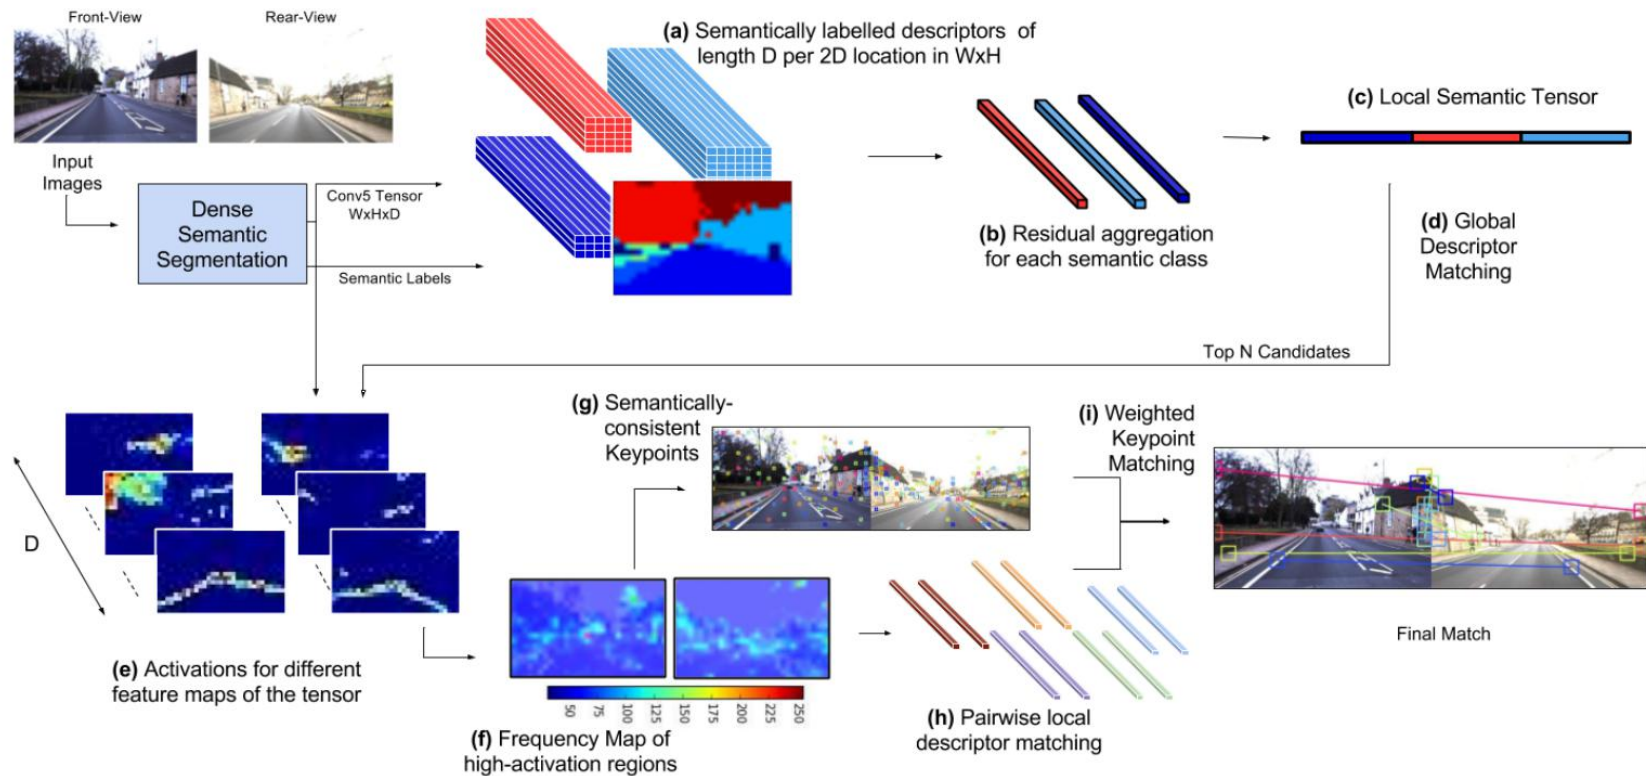 Front-View
Rear-View
Input
Images
Dense
Semantic
Segmentation
Conv5 Tensor
WxHxD
Semantic Labels
(a) Semantically labelled descriptors of
length D per 2D location in WxH
(b) Residual aggregation
for each semantic class
(c) Local Semantic Tensor
(d) Global
Descriptor
Matching
Top N Candidates
D
(e) Activations for different
feature maps of the tensor
50 75 100 125 150 175 200 225 250
(f) Frequency Map of
high-activation regions
(g) Semantically-
consistent
Keypoints
(h) Pairwise local
descriptor matching
(i) Weighted
Keypoint
Matching
Final Match